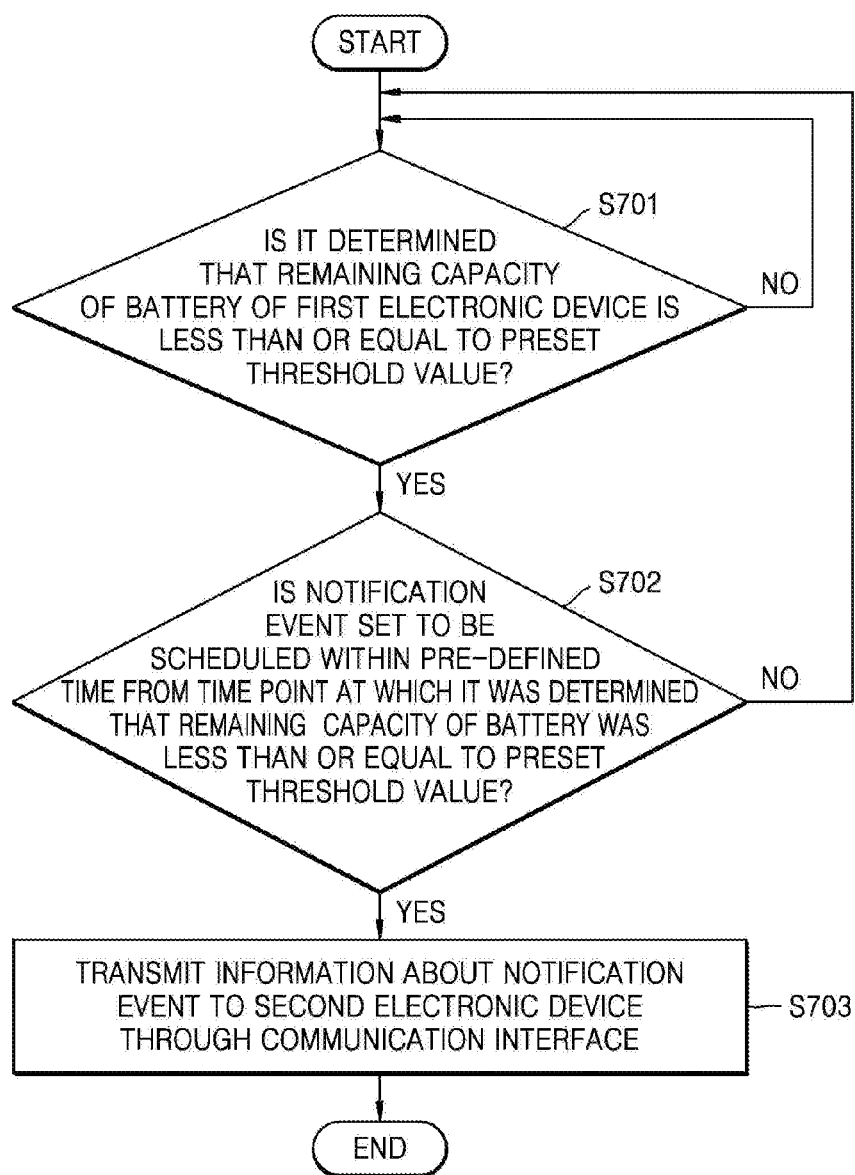 START
S701
IS IT DETERMINED
THAT REMAINING CAPACITY
OF BATTERY OF FIRST ELECTRONIC DEVICE IS
LESS THAN OR EQUAL TO PRESET
THRESHOLD VALUE?
NO
YES
S702
IS NOTIFICATION
EVENT SET TO BE
SCHEDULED WITHIN PRE-DEFINED
TIME FROM TIME POINT AT WHICH IT WAS DETERMINED
THAT REMAINING CAPACITY OF BATTERY WAS
LESS THAN OR EQUAL TO PRESET
THRESHOLD VALUE?
NO
YES
TRANSMIT INFORMATION ABOUT NOTIFICATION
EVENT TO SECOND ELECTRONIC DEVICE
THROUGH COMMUNICATION INTERFACE
S703
END